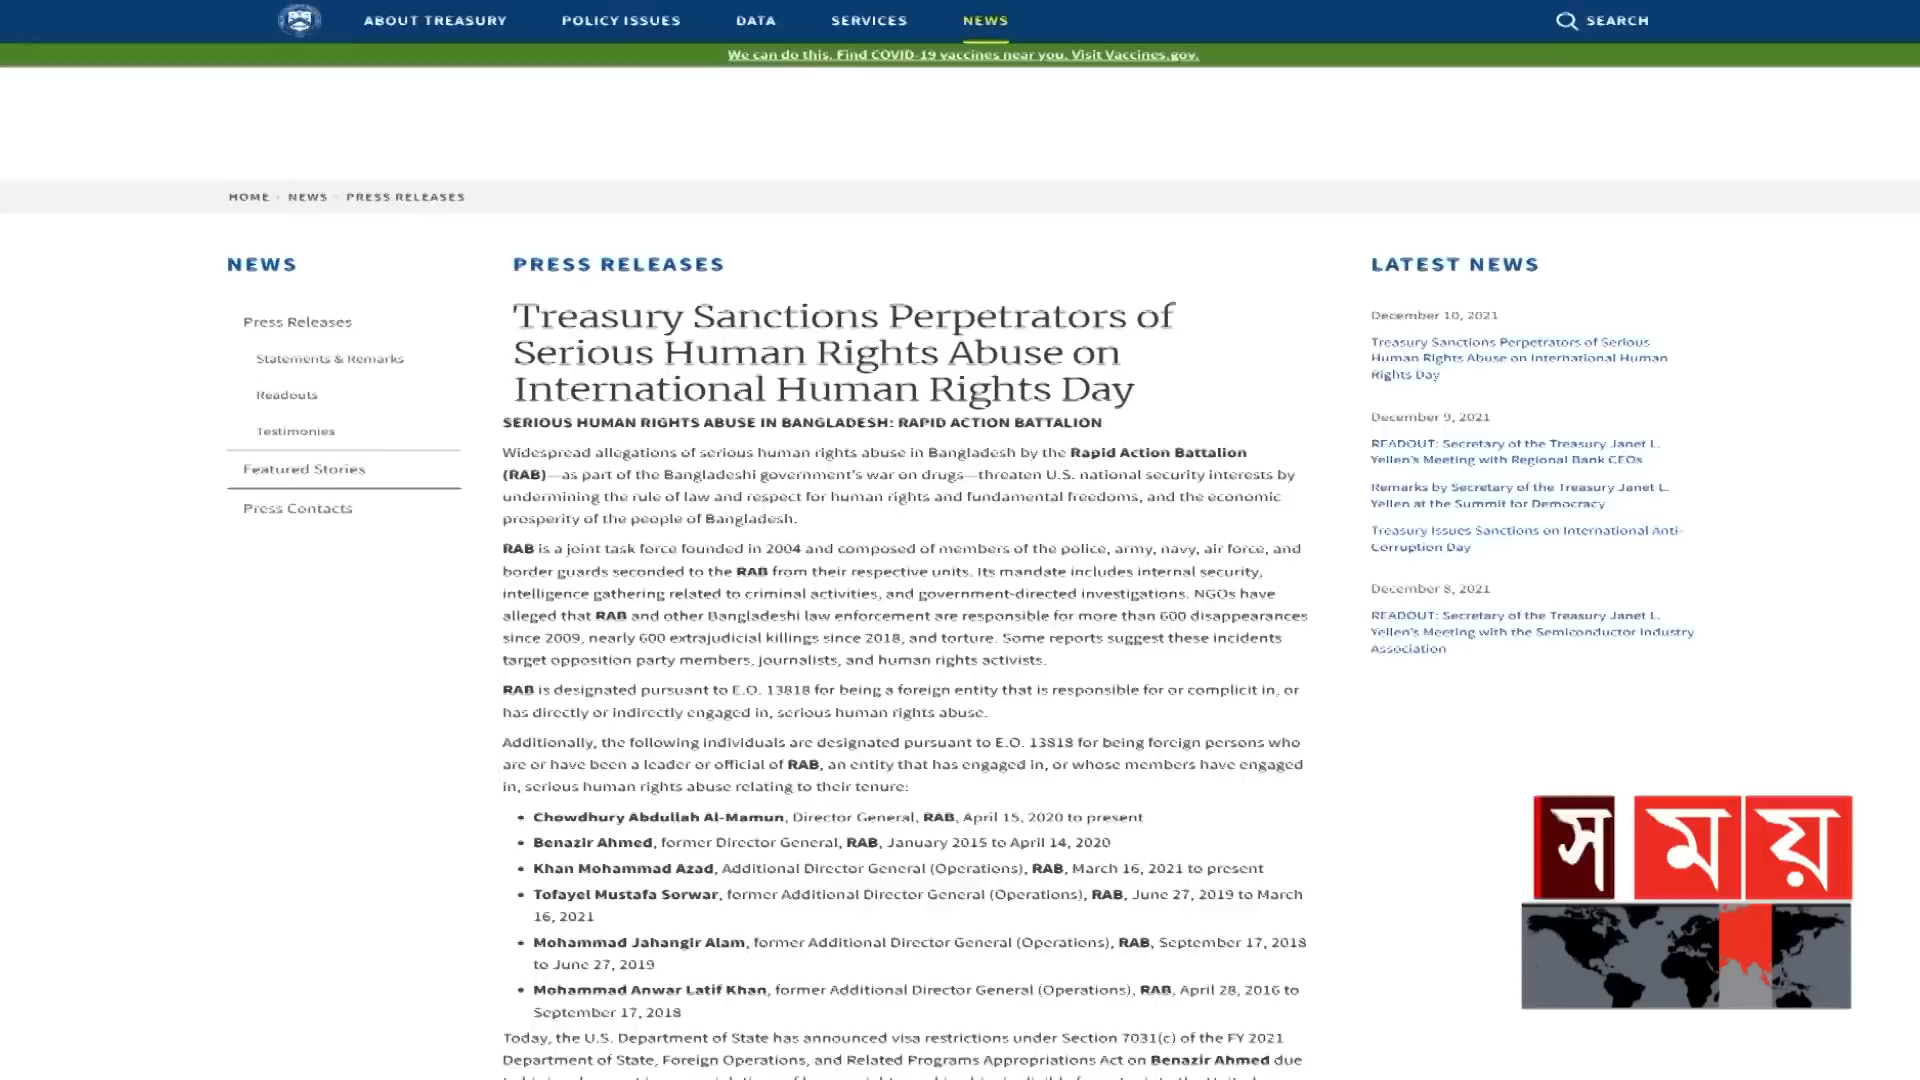 ABOUT TREASURY POLICY ISSUES DATA SERVICES NEWS SEARCH
We can do this. Find COVID-19 vaccines near you. Visit Vaccines.gov.
HOME · NEWS · PRESS RELEASES
NEWS
Press Releases
Statements & Remarks
Readouts
Testimonies
Featured Stories
Press Contacts
PRESS RELEASES
Treasury Sanctions Perpetrators of
Serious Human Rights Abuse on
International Human Rights Day
SERIOUS HUMAN RIGHTS ABUSE IN BANGLADESH: RAPID ACTION BATTALION
Widespread allegations of serious human rights abuse in Bangladesh by the Rapid Action Battalion
(RAB)—as part of the Bangladeshi government's war on drugs—threaten U.S. national security interests by
undermining the rule of law and respect for human rights and fundamental freedoms, and the economic
prosperity of the people of Bangladesh.
RAB is a joint task force founded in 2004 and composed of members of the police, army, navy, air force, and
border guards seconded to the RAB from their respective units. Its mandate includes internal security,
intelligence gathering related to criminal activities, and government-directed investigations. NGOs have
alleged that RAB and other Bangladeshi law enforcement are responsible for more than 600 disappearances
since 2009, nearly 600 extrajudicial killings since 2018, and torture. Some reports suggest these incidents
target opposition party members, journalists, and human rights activists.
RAB is designated pursuant to E.O. 13818 for being a foreign entity that is responsible for or complicit in, or
has directly or indirectly engaged in, serious human rights abuse.
Additionally, the following individuals are designated pursuant to E.O. 13818 for being foreign persons who
are or have been a leader or official of RAB, an entity that has engaged in, or whose members have engaged
in, serious human rights abuse relating to their tenure:
• Chowdhury Abdullah Al-Mamun, Director General, RAB, April 15, 2020 to present
• Benazir Ahmed, former Director General, RAB, January 2015 to April 14, 2020
• Khan Mohammad Azad, Additional Director General (Operations), RAB, March 16, 2021 to present
• Tofayel Mustafa Sorwar, former Additional Director General (Operations), RAB, June 27, 2019 to March
16, 2021
• Mohammad Jahangir Alam, former Additional Director General (Operations), RAB, September 17, 2018
to June 27, 2019
• Mohammad Anwar Latif Khan, former Additional Director General (Operations), RAB, April 28, 2016 to
September 17, 2018
Today, the U.S. Department of State has announced visa restrictions under Section 7031(c) of the FY 2021
Department of State, Foreign Operations, and Related Programs Appropriations Act on Benazir Ahmed due
LATEST NEWS
December 10, 2021
Treasury Sanctions Perpetrators of Serious
Human Rights Abuse on International Human
Rights Day
December 9, 2021
READOUT: Secretary of the Treasury Janet L.
Yellen's Meeting with Regional Bank CEOs
Remarks by Secretary of the Treasury Janet L.
Yellen at the Summit for Democracy
Treasury Issues Sanctions on International Anti-
Corruption Day
December 8, 2021
READOUT: Secretary of the Treasury Janet L.
Yellen's Meeting with the Semiconductor Industry
Association
সময়